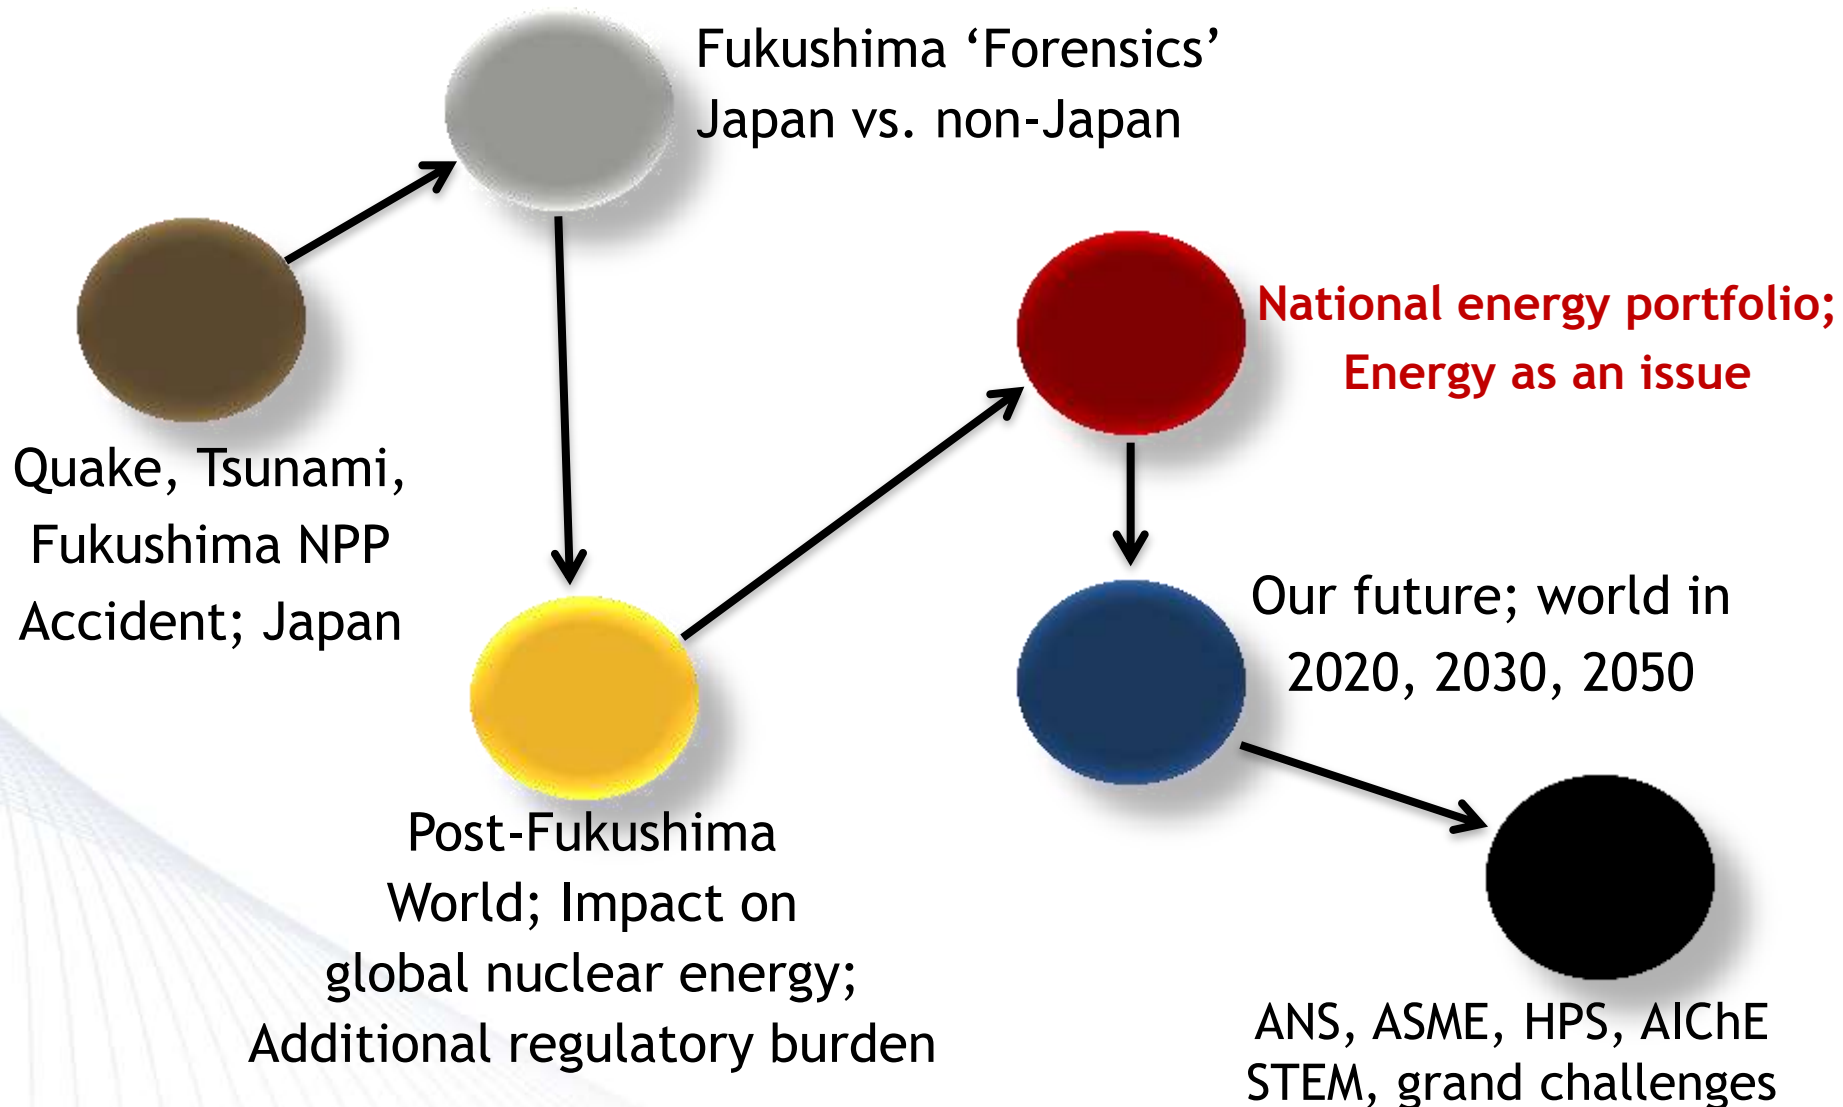 Fukushima ‘Forensics’
Japan vs. non-Japan
Quake, Tsunami,
Fukushima NPP
Accident; Japan
Post-Fukushima
World; Impact on
global nuclear energy;
Additional regulatory burden
National energy portfolio;
Energy as an issue
Our future; world in
2020, 2030, 2050
ANS, ASME, HPS, AIChE
STEM, grand challenges